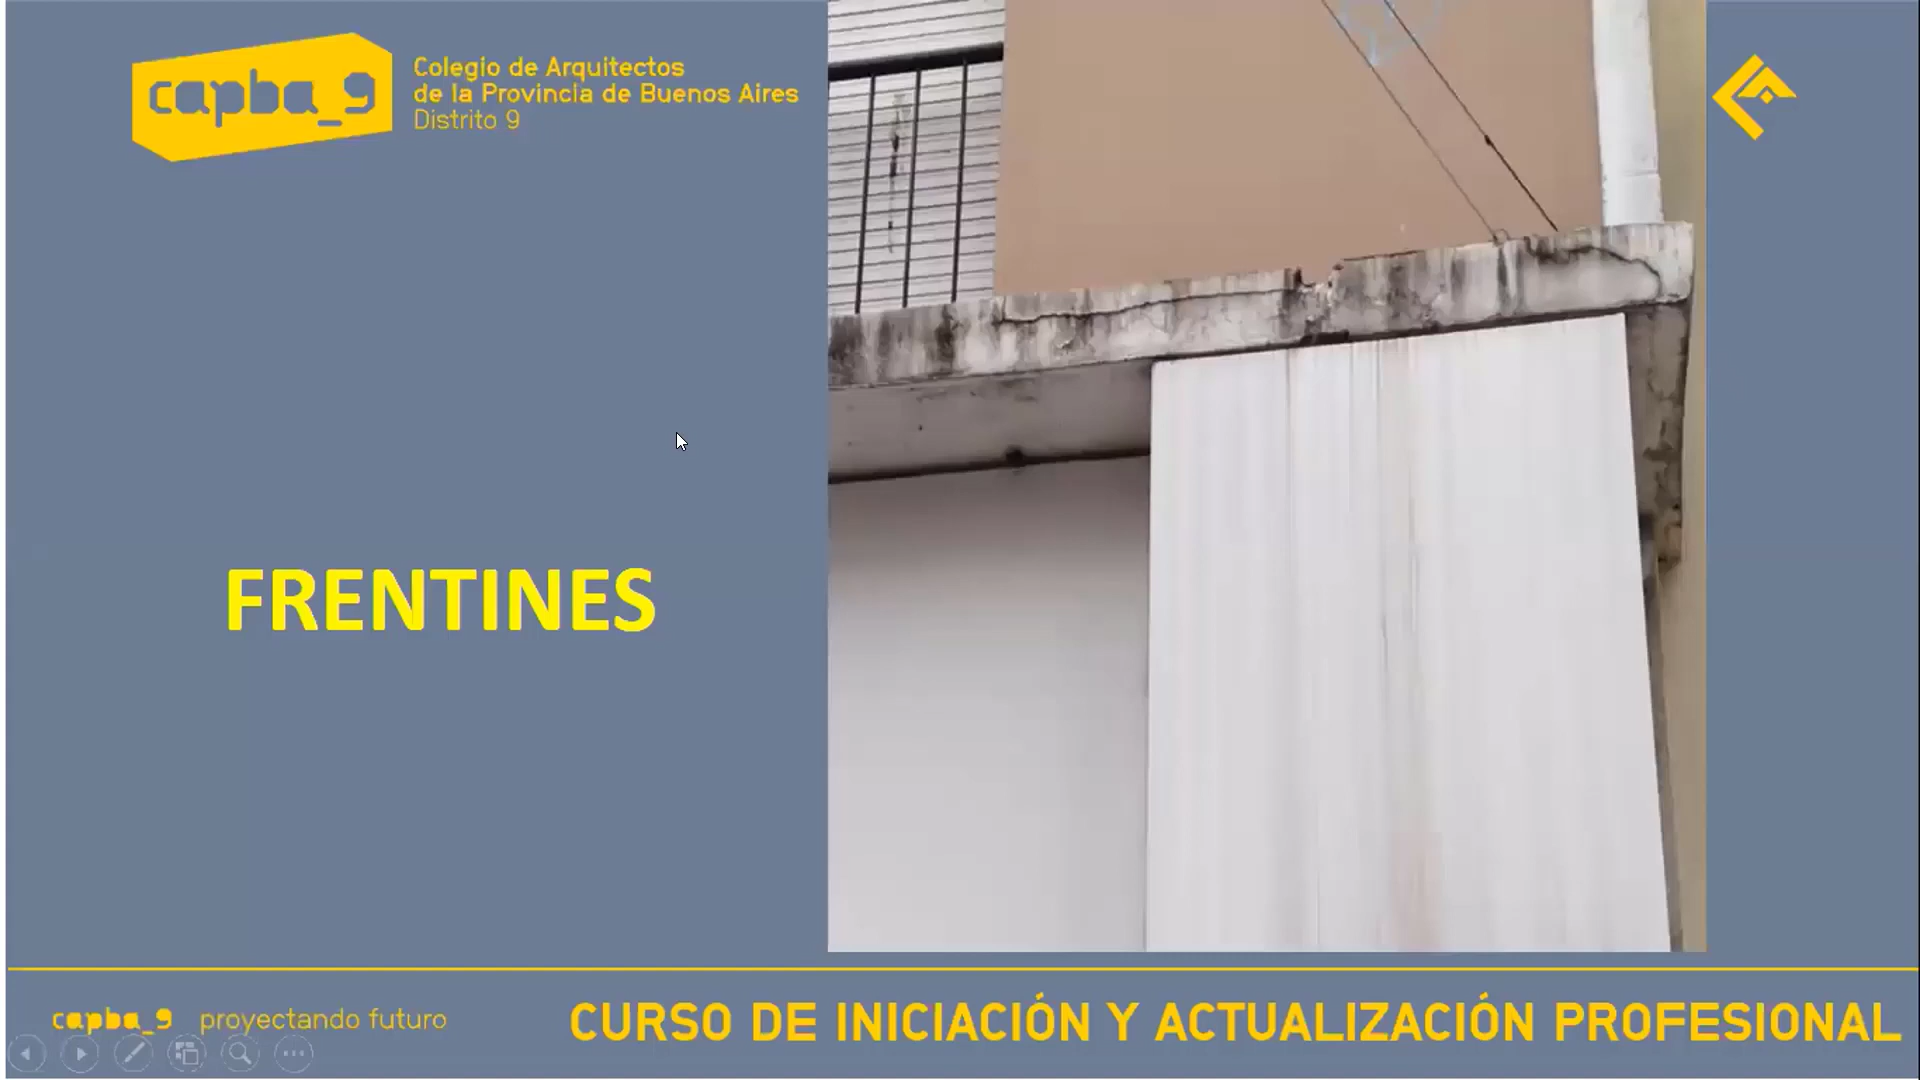 capba_9
Colegio de Arquitectos
de la Provincia de Buenos Aires
Distrito 9
FRENTINES
capba_9 proyectando futuro
CURSO DE INICIACIÓN Y ACTUALIZACIÓN PROFESIONAL